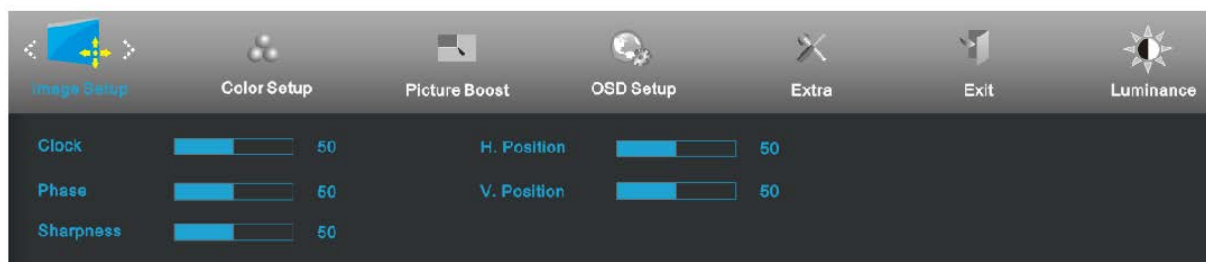 Image Setup
Color Setup
Picture Boost
OSD Setup
Extra
Exit
Luminance
Clock 50 H. Position 50
Phase 50 V. Position 50
Sharpness 50